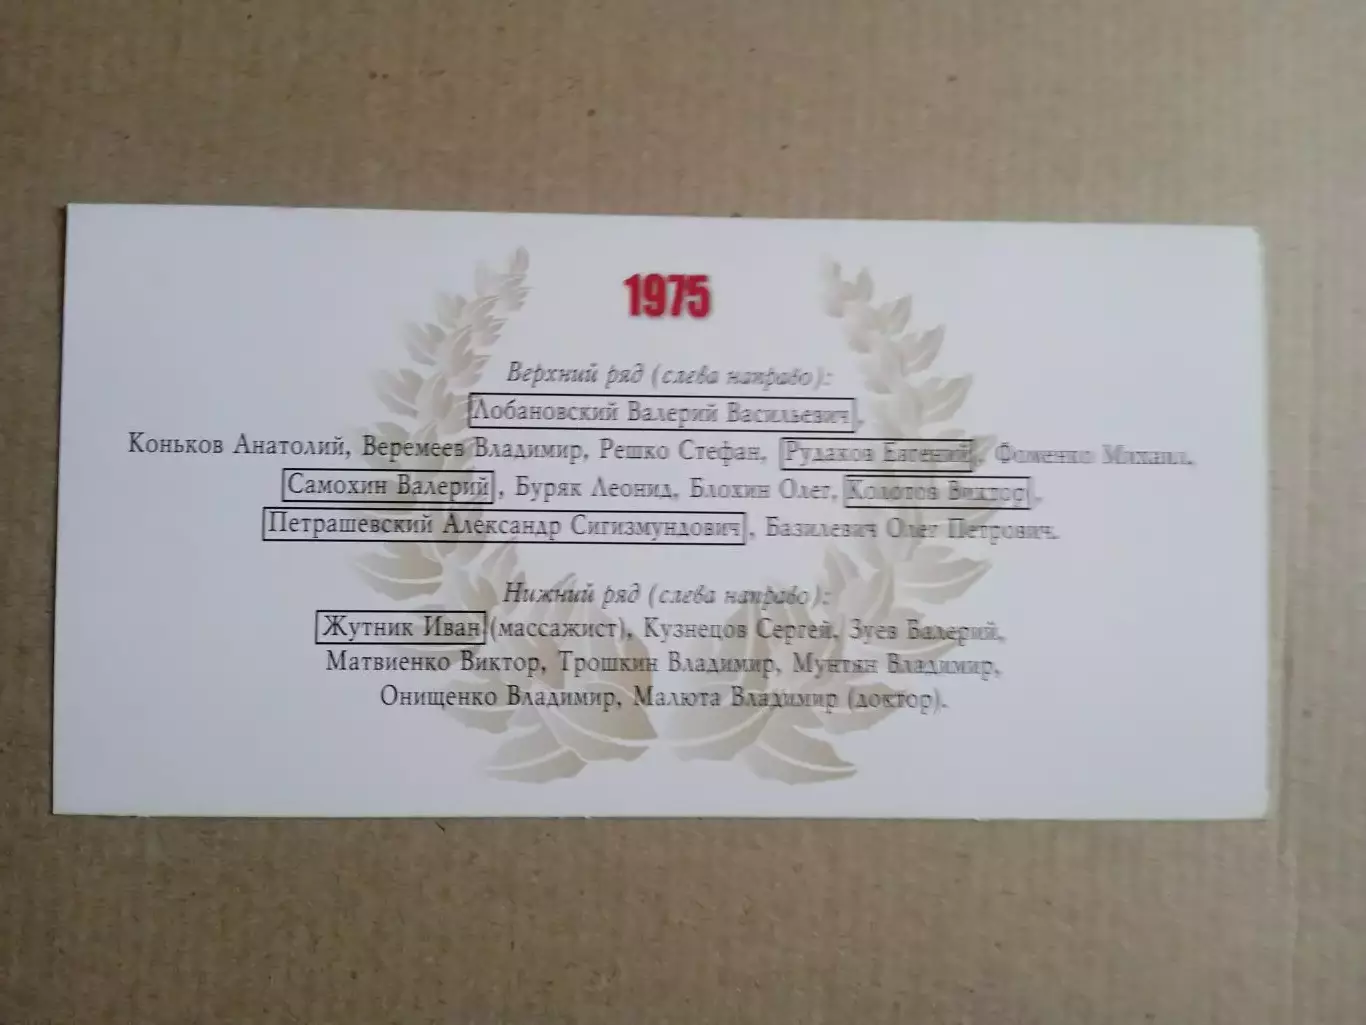 1975
Верхний ряд (слева направо):
Лобановский Валерий Васильевич,
Коньков Анатолий, Веремеев Владимир, Решко Стефан, Рудаков Евгений, Фоменко Михаил,
Самохин Валерий, Буряк Леонид, Блохин Олег, Колотов Виктор,
Петрашевский Александр Сигизмундович, Базилевич Олег Петрович.
Нижний ряд (слева направо):
Жутник Иван (массажист), Кузнецов Сергей, Зуев Валерий,
Матвиенко Виктор, Трошкин Владимир, Мунтян Владимир,
Онищенко Владимир, Малюта Владимир (доктор).